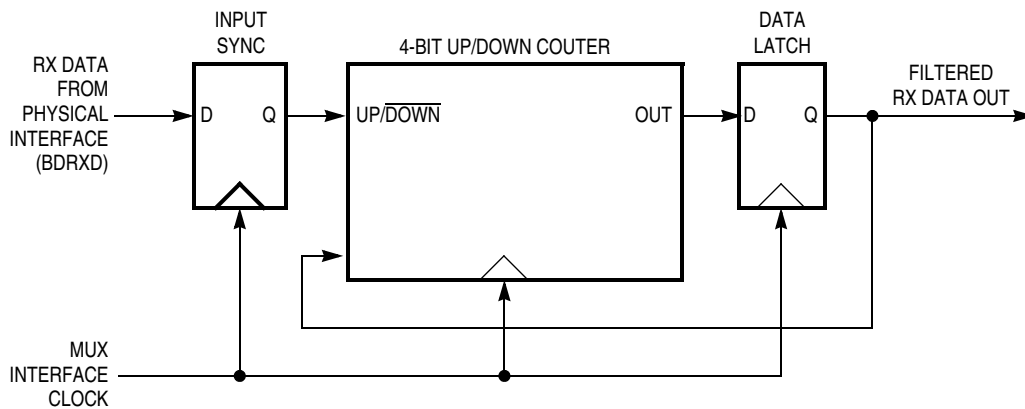 INPUT
SYNC
4-BIT UP/DOWN COUTER
DATA
LATCH
RX DATA
FROM
PHYSICAL
INTERFACE
(BDRXD)
D Q
UP/DOWN
OUT
D Q
FILTERED
RX DATA OUT
MUX
INTERFACE
CLOCK